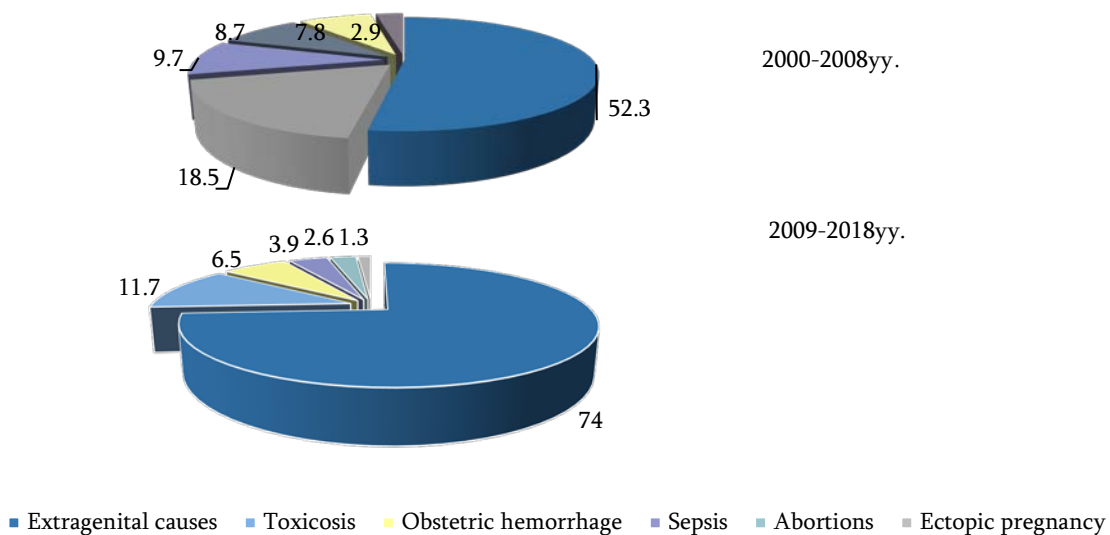 8.7
7.8
2.9
9.7
2000-2008yy.
52.3
18.5
2009-2018yy.
3.9
2.6
1.3
6.5
11.7
74
Extragenital causes
Toxicosis
Obstetric hemorrhage
Sepsis
Abortions
Ectopic pregnancy